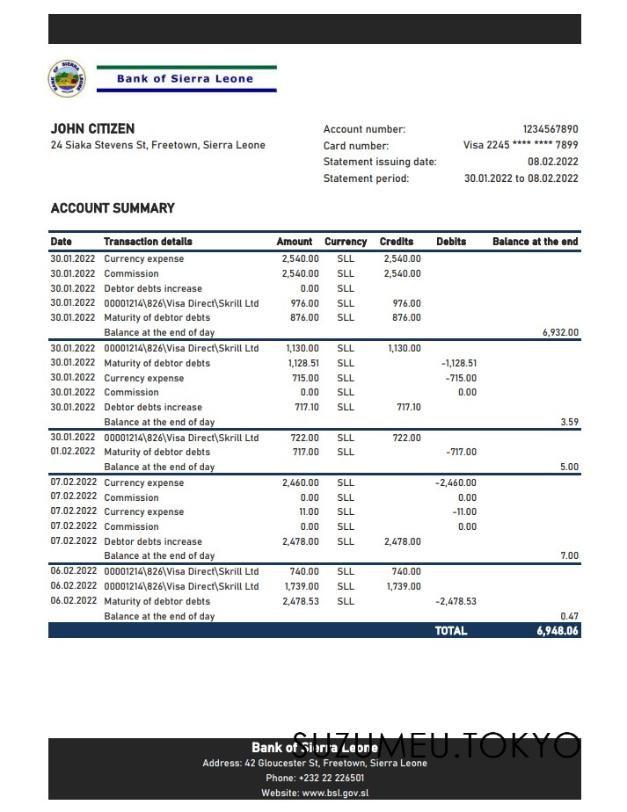 Bank of Sierra Leone
JOHN CITIZEN
24 Siaka Stevens St, Freetown, Sierra Leone
Account number: 1234567890
Card number: Visa 2245 **** **** 7899
Statement issuing date: 08.02.2022
Statement period: 30.01.2022 to 08.02.2022
ACCOUNT SUMMARY
Date Transaction details Amount Currency Credits Debits Balance at the end
30.01.2022 Currency expense 2,540.00 SLL 2,540.00
30.01.2022 Commission 2,540.00 SLL 2,540.00
30.01.2022 Debtor debts increase 0.00 SLL
30.01.2022 00001214\826\Visa Direct\Skrill Ltd 976.00 SLL 976.00
30.01.2022 Maturity of debtor debts 876.00 SLL 876.00
Balance at the end of day 6,932.00
30.01.2022 00001214\826\Visa Direct\Skrill Ltd 1,130.00 SLL 1,130.00
30.01.2022 Maturity of debtor debts 1,128.51 SLL -1,128.51
30.01.2022 Currency expense 715.00 SLL -715.00
30.01.2022 Commission 0.00 SLL 0.00
30.01.2022 Debtor debts increase 717.10 SLL 717.10
Balance at the end of day 3.59
30.01.2022 00001214\826\Visa Direct\Skrill Ltd 722.00 SLL 722.00
01.02.2022 Maturity of debtor debts 717.00 SLL -717.00
Balance at the end of day 5.00
07.02.2022 Currency expense 2,460.00 SLL -2,460.00
07.02.2022 Commission 0.00 SLL 0.00
07.02.2022 Currency expense 11.00 SLL -11.00
07.02.2022 Commission 0.00 SLL 0.00
07.02.2022 Debtor debts increase 2,478.00 SLL 2,478.00
Balance at the end of day 7.00
06.02.2022 00001214\826\Visa Direct\Skrill Ltd 740.00 SLL 740.00
06.02.2022 00001214\826\Visa Direct\Skrill Ltd 1,739.00 SLL 1,739.00
06.02.2022 Maturity of debtor debts 2,478.53 SLL -2,478.53
Balance at the end of day 0.47
TOTAL 6,948.06
SUZUMEU.TOKYO
Bank of Sierra Leone
Address: 42 Gloucester St, Freetown, Sierra Leone
Phone: +232 22 226501
Website: www.bsl.gov.sl